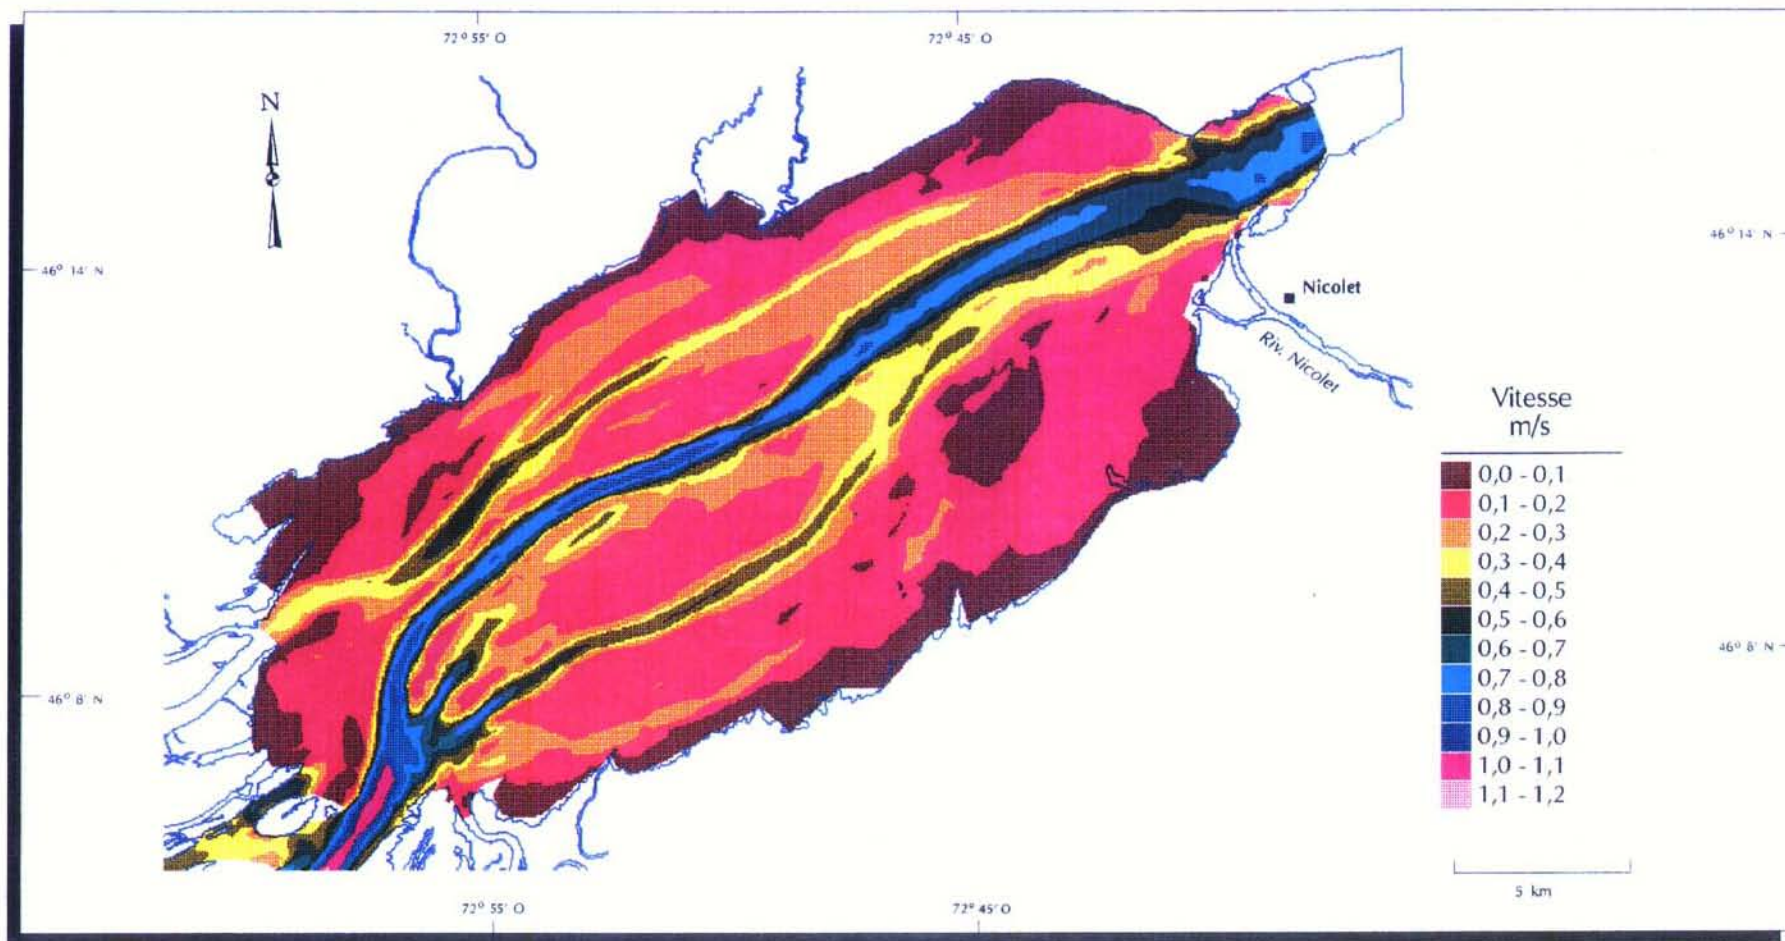 72° 55' O
72° 45' O
N
46° 14' N
46° 14' N
Nicolet
Riv. Nicolet
Vitesse
m/s
0,0 - 0,1
0,1 - 0,2
0,2 - 0,3
0,3 - 0,4
0,4 - 0,5
0,5 - 0,6
0,6 - 0,7
0,7 - 0,8
0,8 - 0,9
0,9 - 1,0
1,0 - 1,1
1,1 - 1,2
46° 8' N
46° 8' N
5 km
72° 55' O
72° 45' O